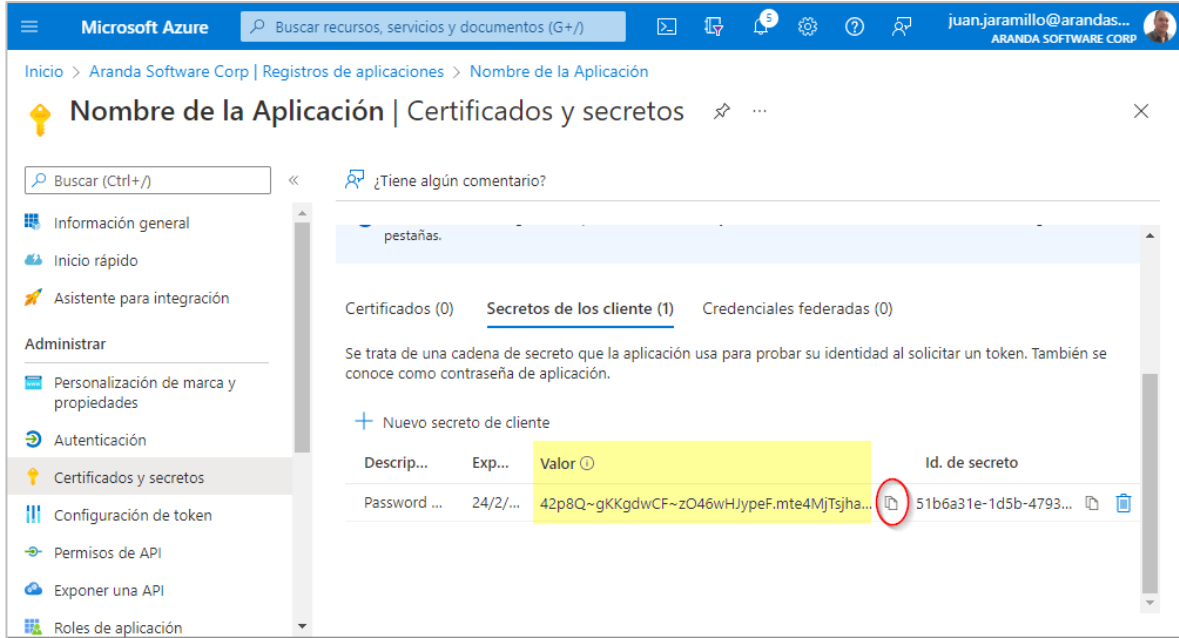 Microsoft Azure
Buscar recursos, servicios y documentos (G+/)
5
juan.jaramillo@arandas...
ARANDA SOFTWARE CORP
Inicio > Aranda Software Corp | Registros de aplicaciones > Nombre de la Aplicación
Nombre de la Aplicación | Certificados y secretos
Buscar (Ctrl+/)
¿Tiene algún comentario?
Información general
Inicio rápido
Asistente para integración
Administrar
Personalización de marca y
propiedades
Autenticación
Certificados y secretos
Configuración de token
Permisos de API
Exponer una API
Roles de aplicación
pestañas.
Certificados (0) Secretos de los cliente (1) Credenciales federadas (0)
Se trata de una cadena de secreto que la aplicación usa para probar su identidad al solicitar un token. También se
conoce como contraseña de aplicación.
Nuevo secreto de cliente
Descrip... Exp... Valor Id. de secreto
Password ... 24/2/... 42p8Q~gKKgdwCF~zO46wHJypeF.mte4MjTsjha... 51b6a31e-1d5b-4793...